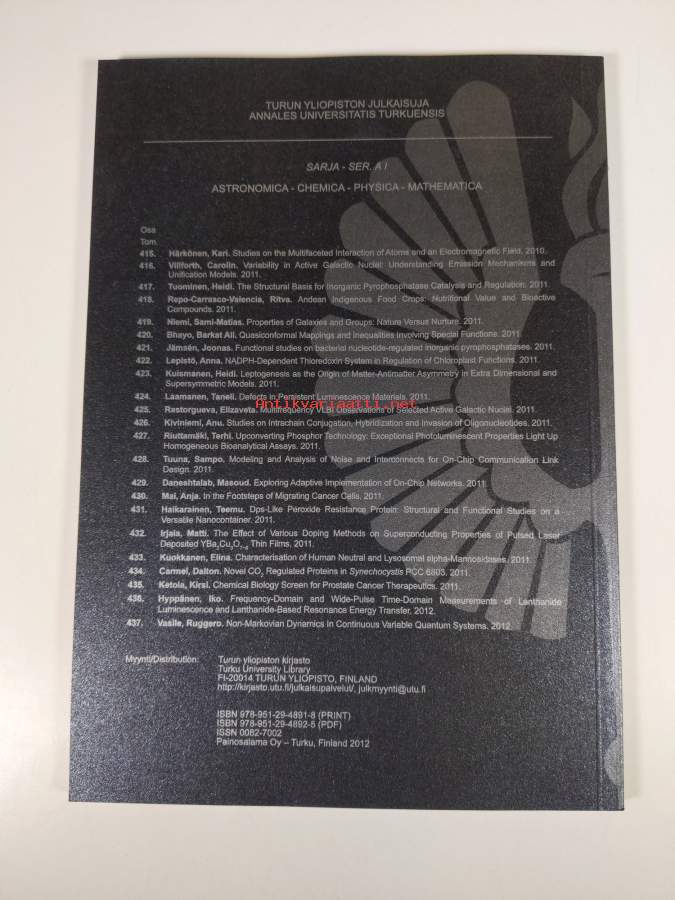 TURUN YLIOPISTON JULKAISUJA
ANNALES UNIVERSITATIS TURKUENSIS
SARJA - SER. A I
ASTRONOMICA - CHEMICA - PHYSICA - MATHEMATICA
Osa
Tom.
415. Härkönen, Kari. Studies on the Multifaceted Interaction of Atoms and an Electromagnetic Field. 2010.
416. Villforth, Carolin. Variability in Active Galactic Nuclei: Understanding Emission Mechanisms and
Unification Models. 2011.
417. Tuominen, Heidi. The Structural Basis for Inorganic Pyrophosphatase Catalysis and Regulation. 2011.
418. Repo-Carrasco-Valencia, Ritva. Andean Indigenous Food Crops: Nutritional Value and Bioactive
Compounds. 2011.
419. Niemi, Sami-Matias. Properties of Galaxies and Groups: Nature Versus Nurture. 2011.
420. Bhayo, Barkat Ali. Quasiconformal Mappings and Inequalities Involving Special Functions. 2011.
421. Jämsén, Joonas. Functional studies on bacterial nucleotide-regulated inorganic pyrophosphatases. 2011.
422. Lepistö, Anna. NADPH-Dependent Thioredoxin System in Regulation of Chloroplast Functions. 2011.
423. Kuismanen, Heidi. Leptogenesis as the Origin of Matter-Antimatter Asymmetry in Extra Dimensional and
Supersymmetric Models. 2011.
424. Laamanen, Taneli. Defects in Persistent Luminescence Materials. 2011.
Antikvariaatti.net
425. Rastorgueva, Elizaveta. Multifrequency VLBI Observations of Selected Active Galactic Nuclei. 2011.
426. Kiviniemi, Anu. Studies on Intrachain Conjugation, Hybridization and Invasion of Oligonucleotides, 2011.
427. Riuttamäki, Terhi. Upconverting Phosphor Technology: Exceptional Photoluminescent Properties Light Up
Homogeneous Bioanalytical Assays. 2011.
428. Tuuna, Sampo. Modeling and Analysis of Noise and Interconnects for On-Chip Communication Link
Design. 2011.
429. Daneshtalab, Masoud. Exploring Adaptive Implementation of On-Chip Networks. 2011.
430. Mai, Anja. In the Footsteps of Migrating Cancer Cells. 2011.
431. Haikarainen, Teemu. Dps-Like Peroxide Resistance Protein: Structural and Functional Studies on a
Versatile Nanocontainer. 2011.
432. Irjala, Matti. The Effect of Various Doping Methods on Superconducting Properties of Pulsed Laser
Deposited YBa₂Cu₃O₇₋δ Thin Films. 2011.
433. Kuokkanen, Elina. Characterisation of Human Neutral and Lysosomal alpha-Mannosidases. 2011.
434. Carmel, Dalton. Novel CO₂ Regulated Proteins in Synechocystis PCC 6803. 2011.
435. Ketola, Kirsi. Chemical Biology Screen for Prostate Cancer Therapeutics. 2011.
436. Hyppänen, Iko. Frequency-Domain and Wide-Pulse Time-Domain Measurements of Lanthanide
Luminescence and Lanthanide-Based Resonance Energy Transfer. 2012.
437. Vasile, Ruggero. Non-Markovian Dynamics in Continuous Variable Quantum Systems. 2012.
Myynti/Distribution: Turun yliopiston kirjasto
Turku University Library
FI-20014 TURUN YLIOPISTO, FINLAND
http://kirjasto.utu.fi/julkaisupalvelut/, julkmyynti@utu.fi
ISBN 978-951-29-4891-8 (PRINT)
ISBN 978-951-29-4892-5 (PDF)
ISSN 0082-7002
Painosalama Oy – Turku, Finland 2012